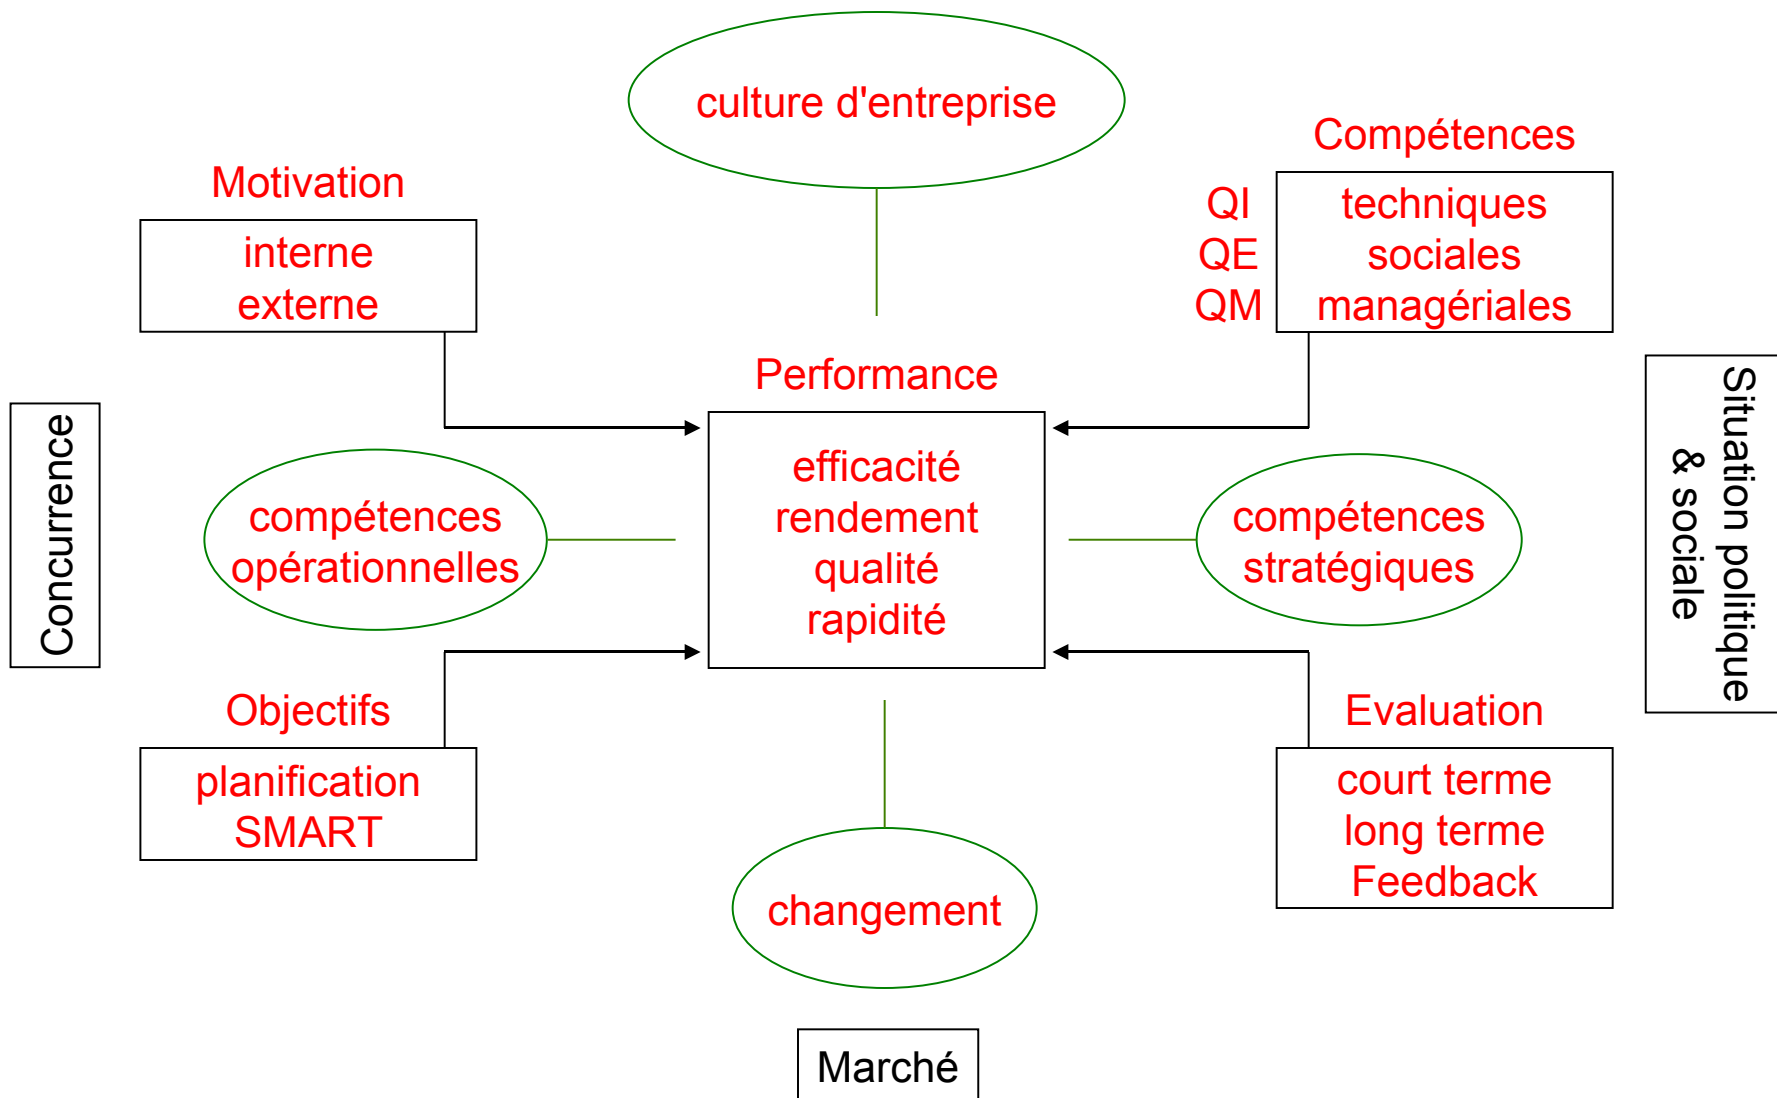 culture d'entreprise
Motivation
interne
externe
Compétences
QI techniques
QE sociales
QM managériales
Performance
efficacité
rendement
qualité
rapidité
Concurrence
compétences
opérationnelles
compétences
stratégiques
Situation politique
& sociale
Objectifs
planification
SMART
Evaluation
court terme
long terme
Feedback
changement
Marché